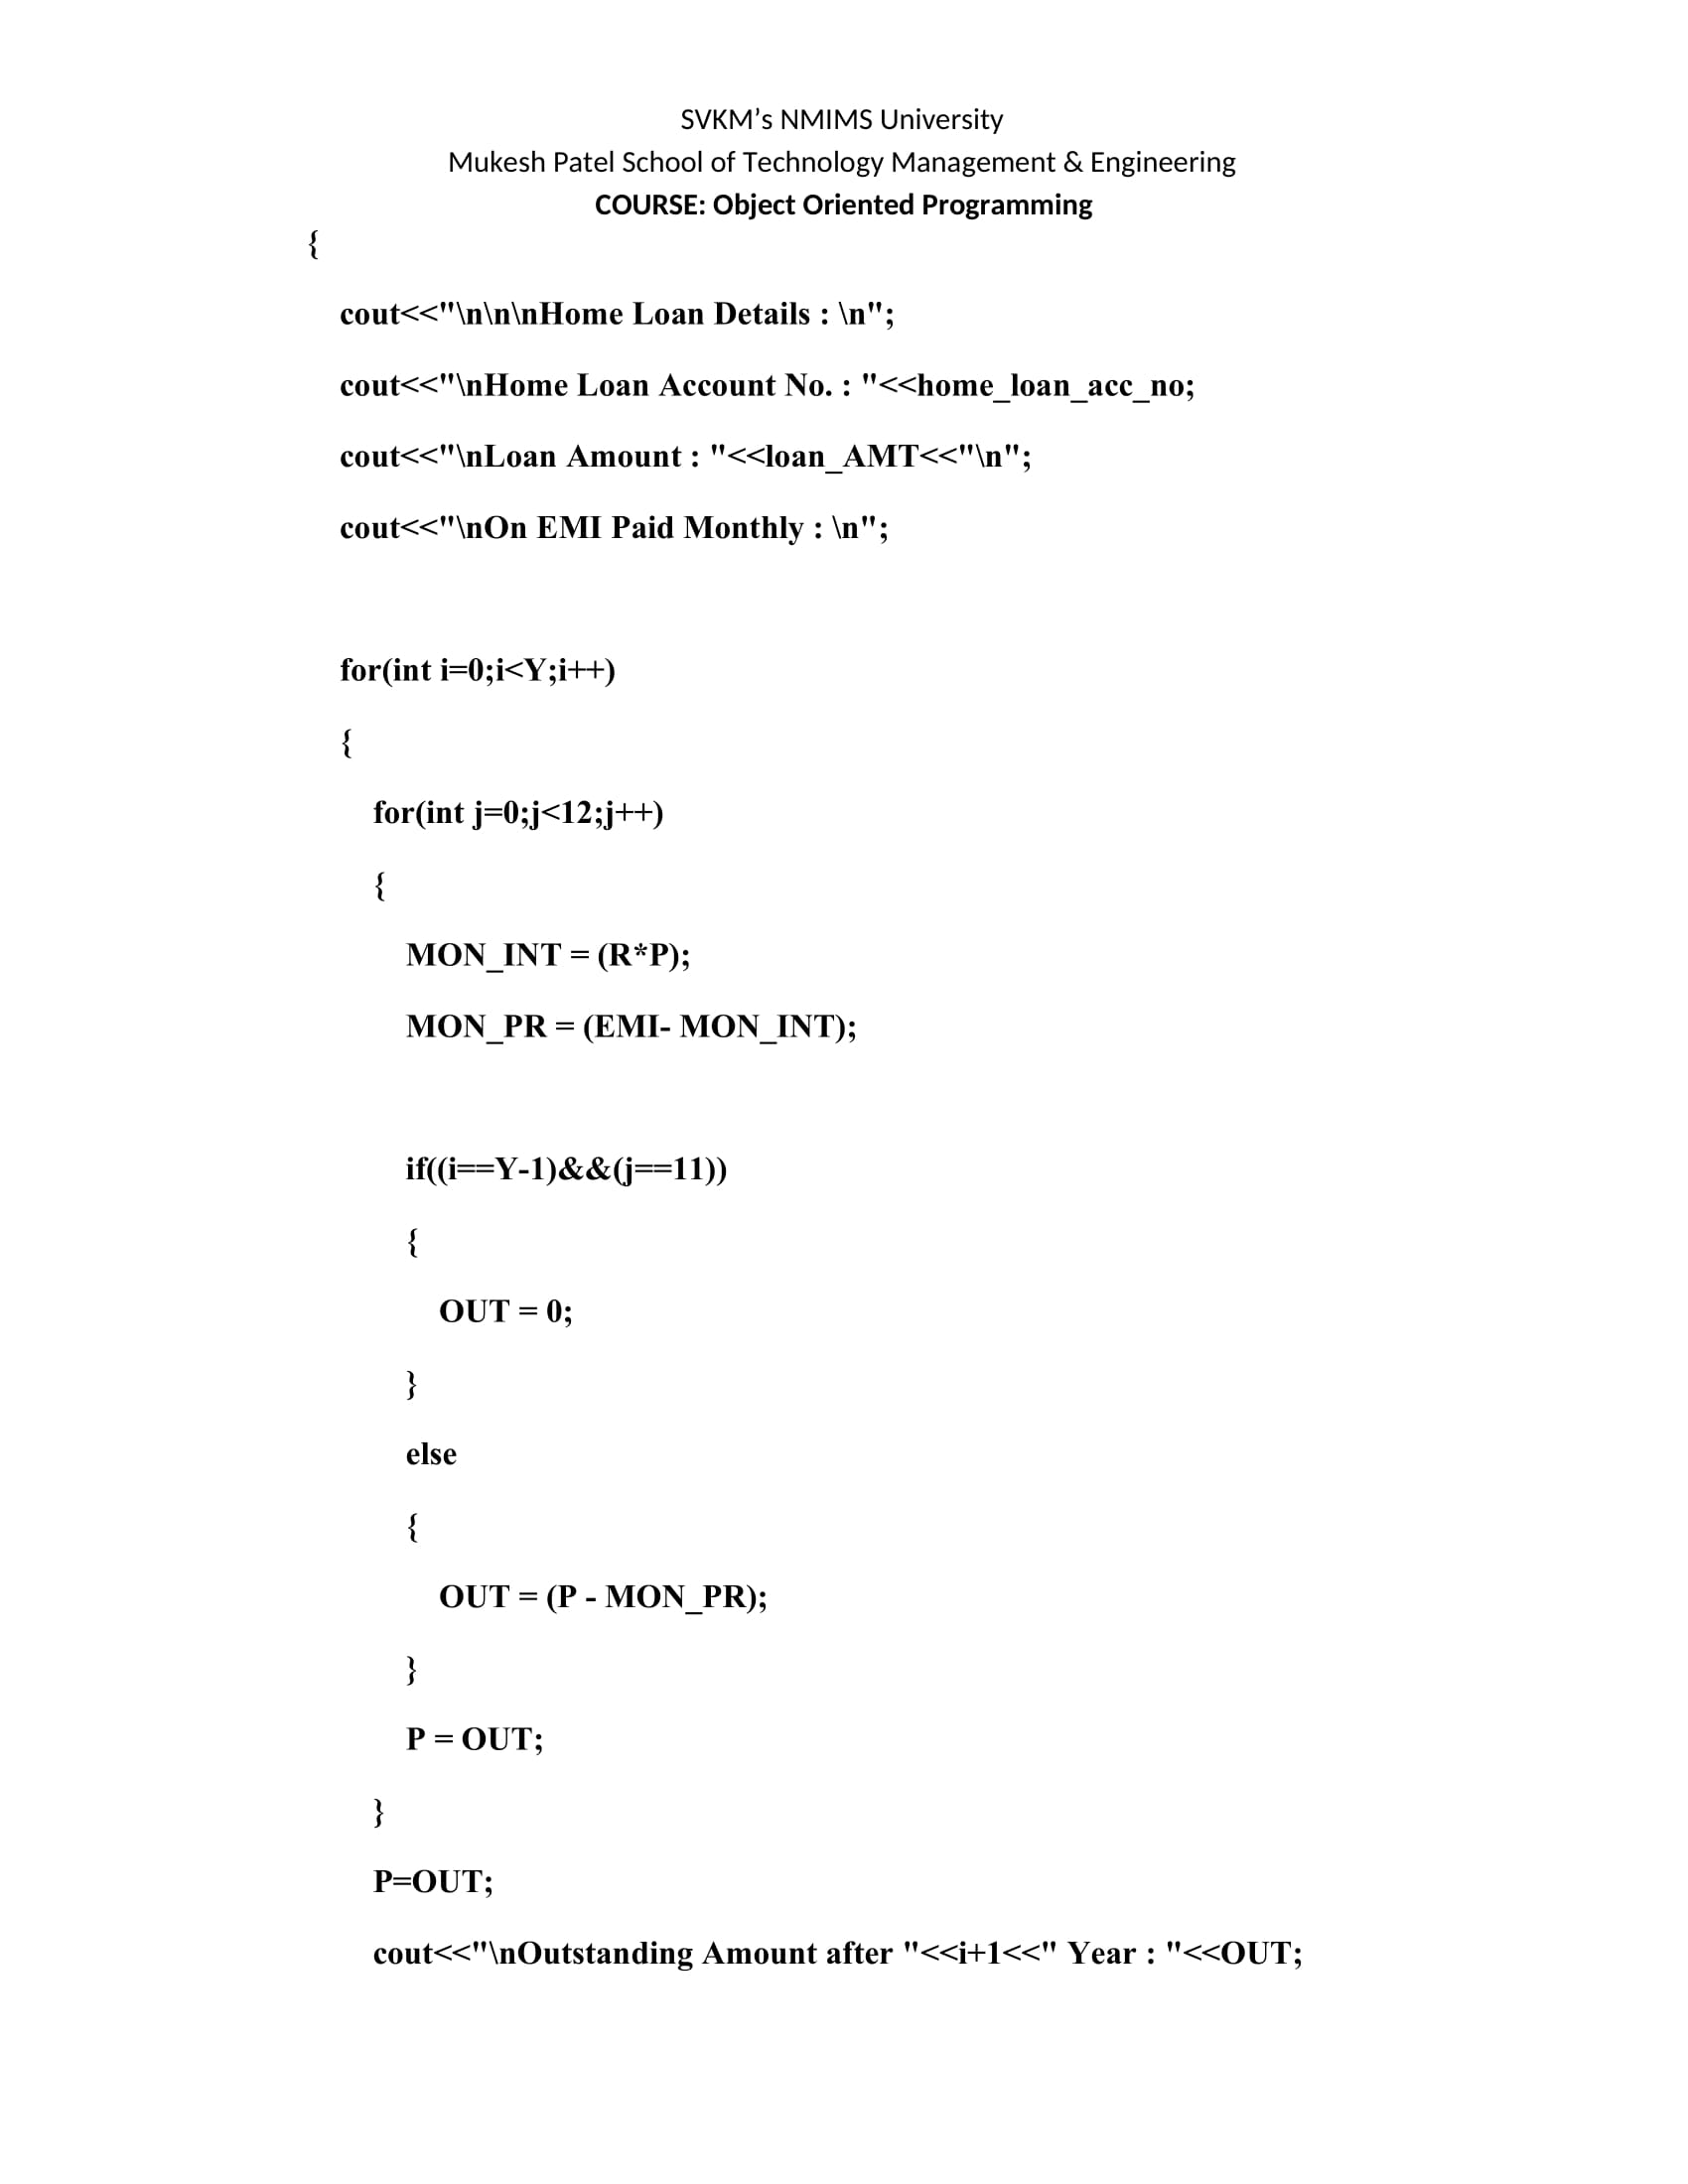 SVKM’s NMIMS University
Mukesh Patel School of Technology Management & Engineering
COURSE: Object Oriented Programming
{
cout<<"\n\n\nHome Loan Details : \n";
cout<<"\nHome Loan Account No. : "<<home_loan_acc_no;
cout<<"\nLoan Amount : "<<loan_AMT<<"\n";
cout<<"\nOn EMI Paid Monthly : \n";
for(int i=0;i<Y;i++)
{
for(int j=0;j<12;j++)
{
MON_INT = (R*P);
MON_PR = (EMI- MON_INT);
if((i==Y-1)&&(j==11))
{
OUT = 0;
}
else
{
OUT = (P - MON_PR);
}
P = OUT;
}
P=OUT;
cout<<"\nOutstanding Amount after "<<i+1<<" Year : "<<OUT;